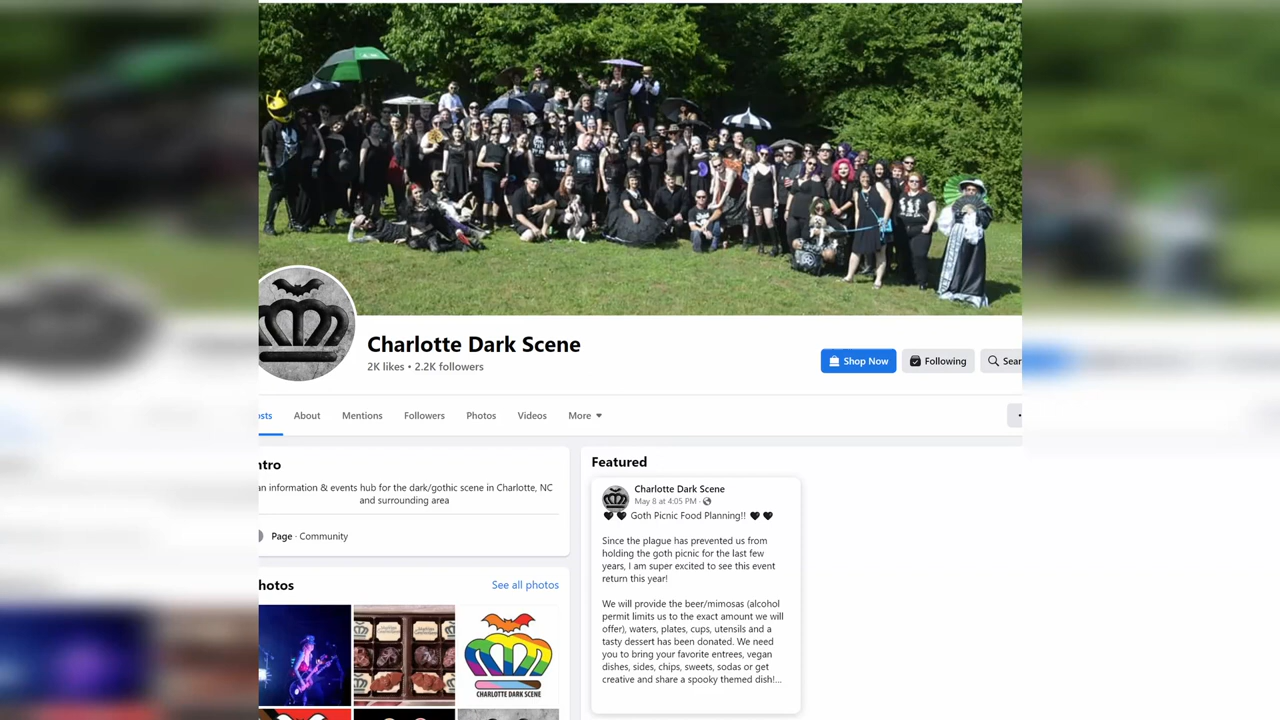 Charlotte Dark Scene
2K likes • 2.2K followers
Shop Now
Following
Sear
osts
About
Mentions
Followers
Photos
Videos
More
ntro
an information & events hub for the dark/gothic scene in Charlotte, NC
and surrounding area
Page · Community
hotos
See all photos
CHARLOTTE DARK SCENE
Featured
Charlotte Dark Scene
May 8 at 4:05 PM ·
🖤 🖤 Goth Picnic Food Planning!! 🖤 🖤
Since the plague has prevented us from
holding the goth picnic for the last few
years, I am super excited to see this event
return this year!
We will provide the beer/mimosas (alcohol
permit limits us to the exact amount we will
offer), waters, plates, cups, utensils and a
tasty dessert has been donated. We need
you to bring your favorite entrees, vegan
dishes, sides, chips, sweets, sodas or get
creative and share a spooky themed dish!...